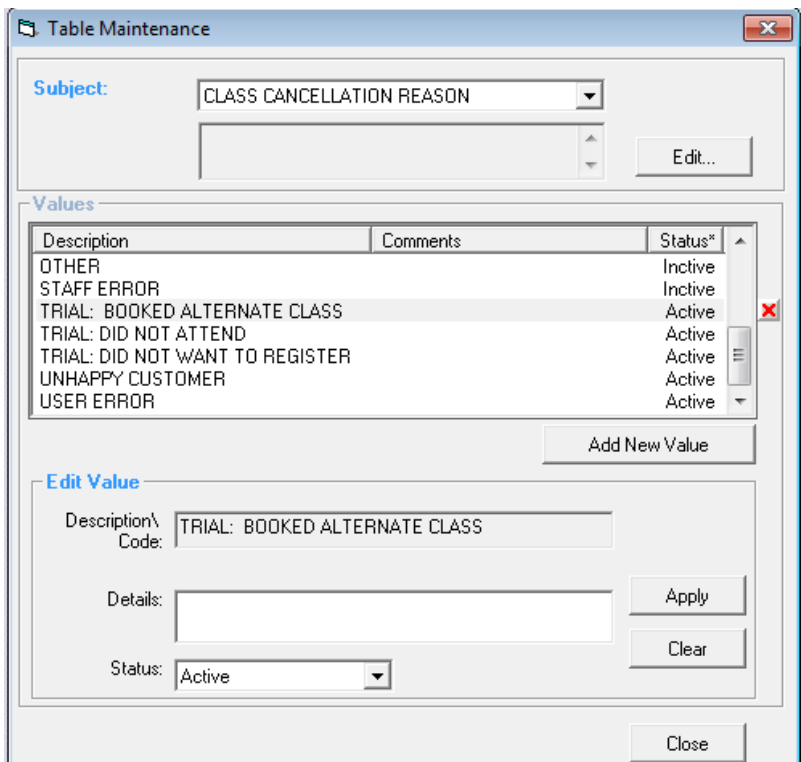 Table Maintenance
Subject:
CLASS CANCELLATION REASON
Edit...
Values
Description Comments Status*
OTHER Inctive
STAFF ERROR Inctive
TRIAL:  BOOKED ALTERNATE CLASS Active
TRIAL: DID NOT ATTEND Active
TRIAL: DID NOT WANT TO REGISTER Active
UNHAPPY CUSTOMER Active
USER ERROR Active
Add New Value
Edit Value
Description\
Code:
TRIAL:  BOOKED ALTERNATE CLASS
Details:
Apply
Clear
Status:
Active
Close